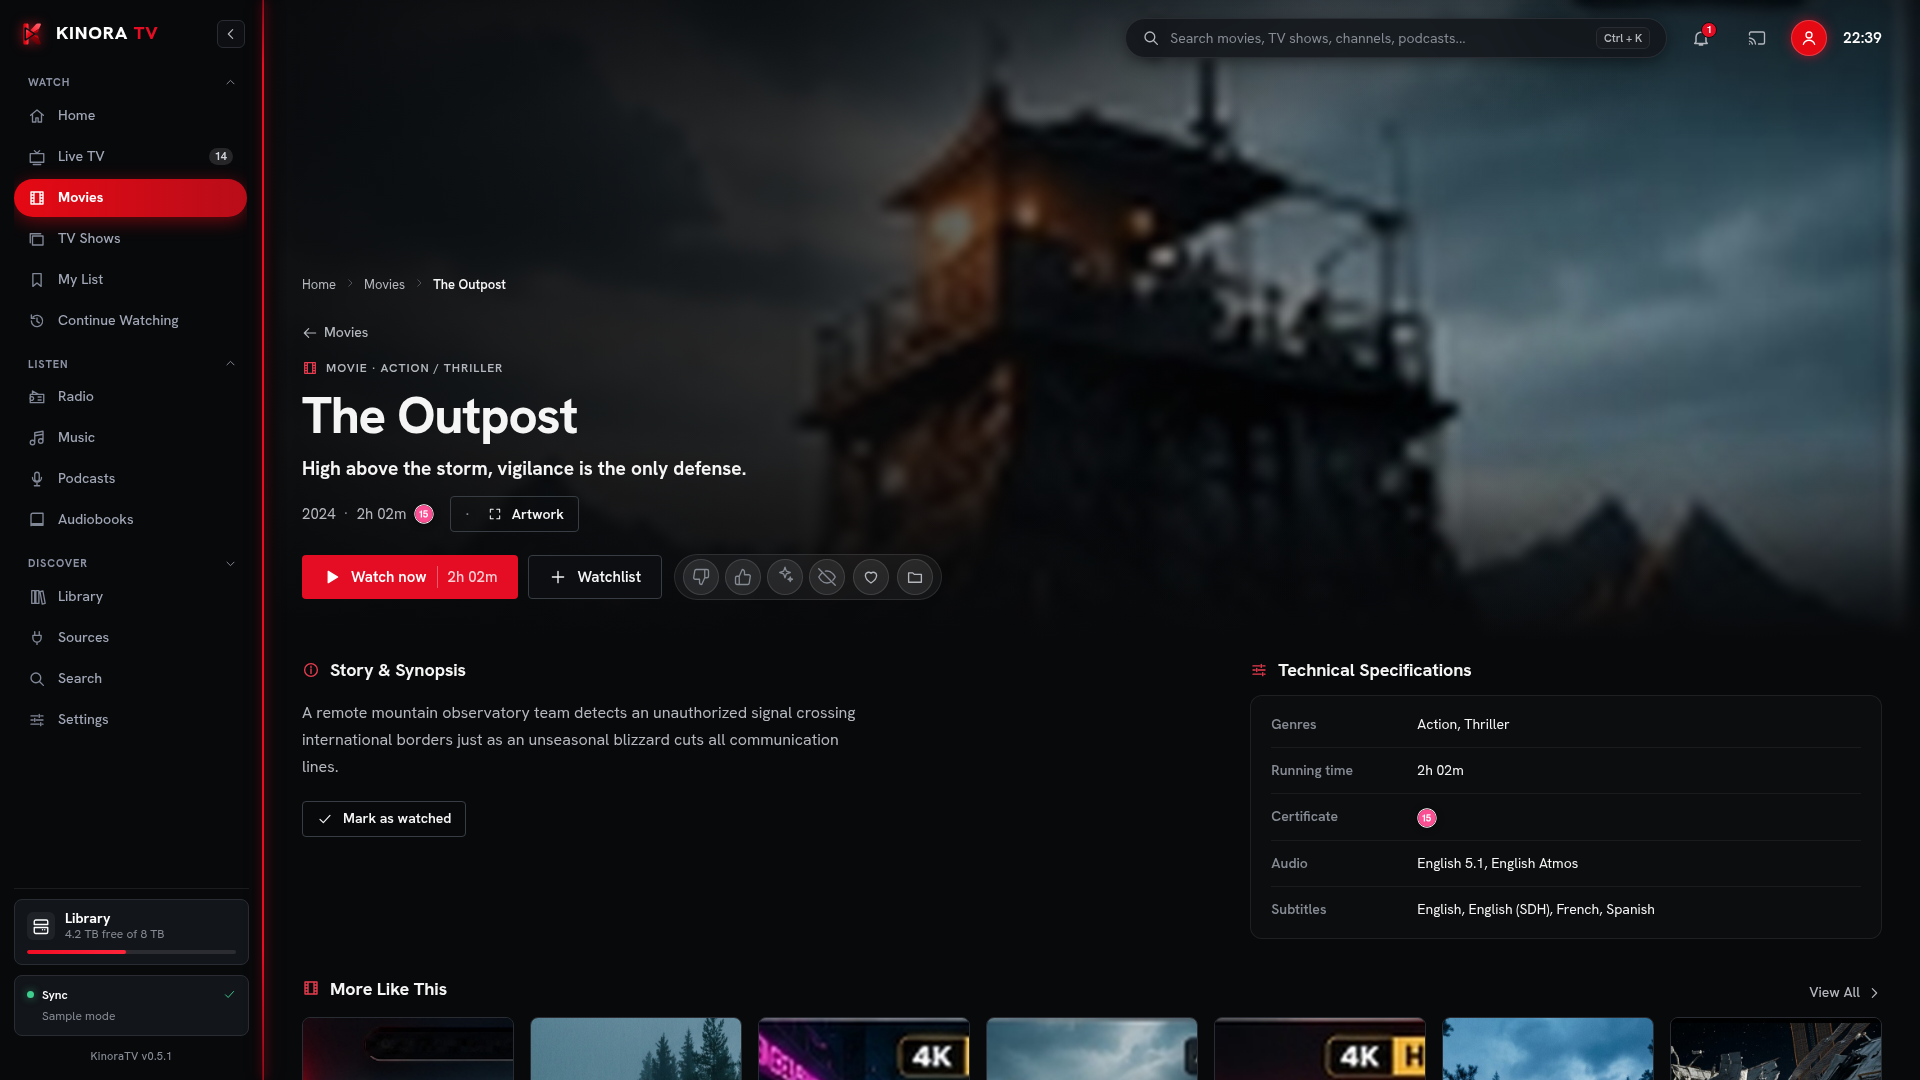 KINORA TV
Search movies, TV shows, channels, podcasts...
Ctrl + K
1
22:39
WATCH
Home
Live TV
14
Movies
TV Shows
My List
Continue Watching
LISTEN
Radio
Music
Podcasts
Audiobooks
DISCOVER
Library
Sources
Search
Settings
Library
4.2 TB free of 8 TB
Sync
Sample mode
KinoraTV v0.5.1
Home > Movies > The Outpost
← Movies
MOVIE · ACTION / THRILLER
The Outpost
High above the storm, vigilance is the only defense.
2024 · 2h 02m 15 · Artwork
Watch now 2h 02m
Watchlist
Story & Synopsis
A remote mountain observatory team detects an unauthorized signal crossing
international borders just as an unseasonal blizzard cuts all communication
lines.
Mark as watched
Technical Specifications
Genres Action, Thriller
Running time 2h 02m
Certificate 15
Audio English 5.1, English Atmos
Subtitles English, English (SDH), French, Spanish
More Like This
View All
4K
4K H